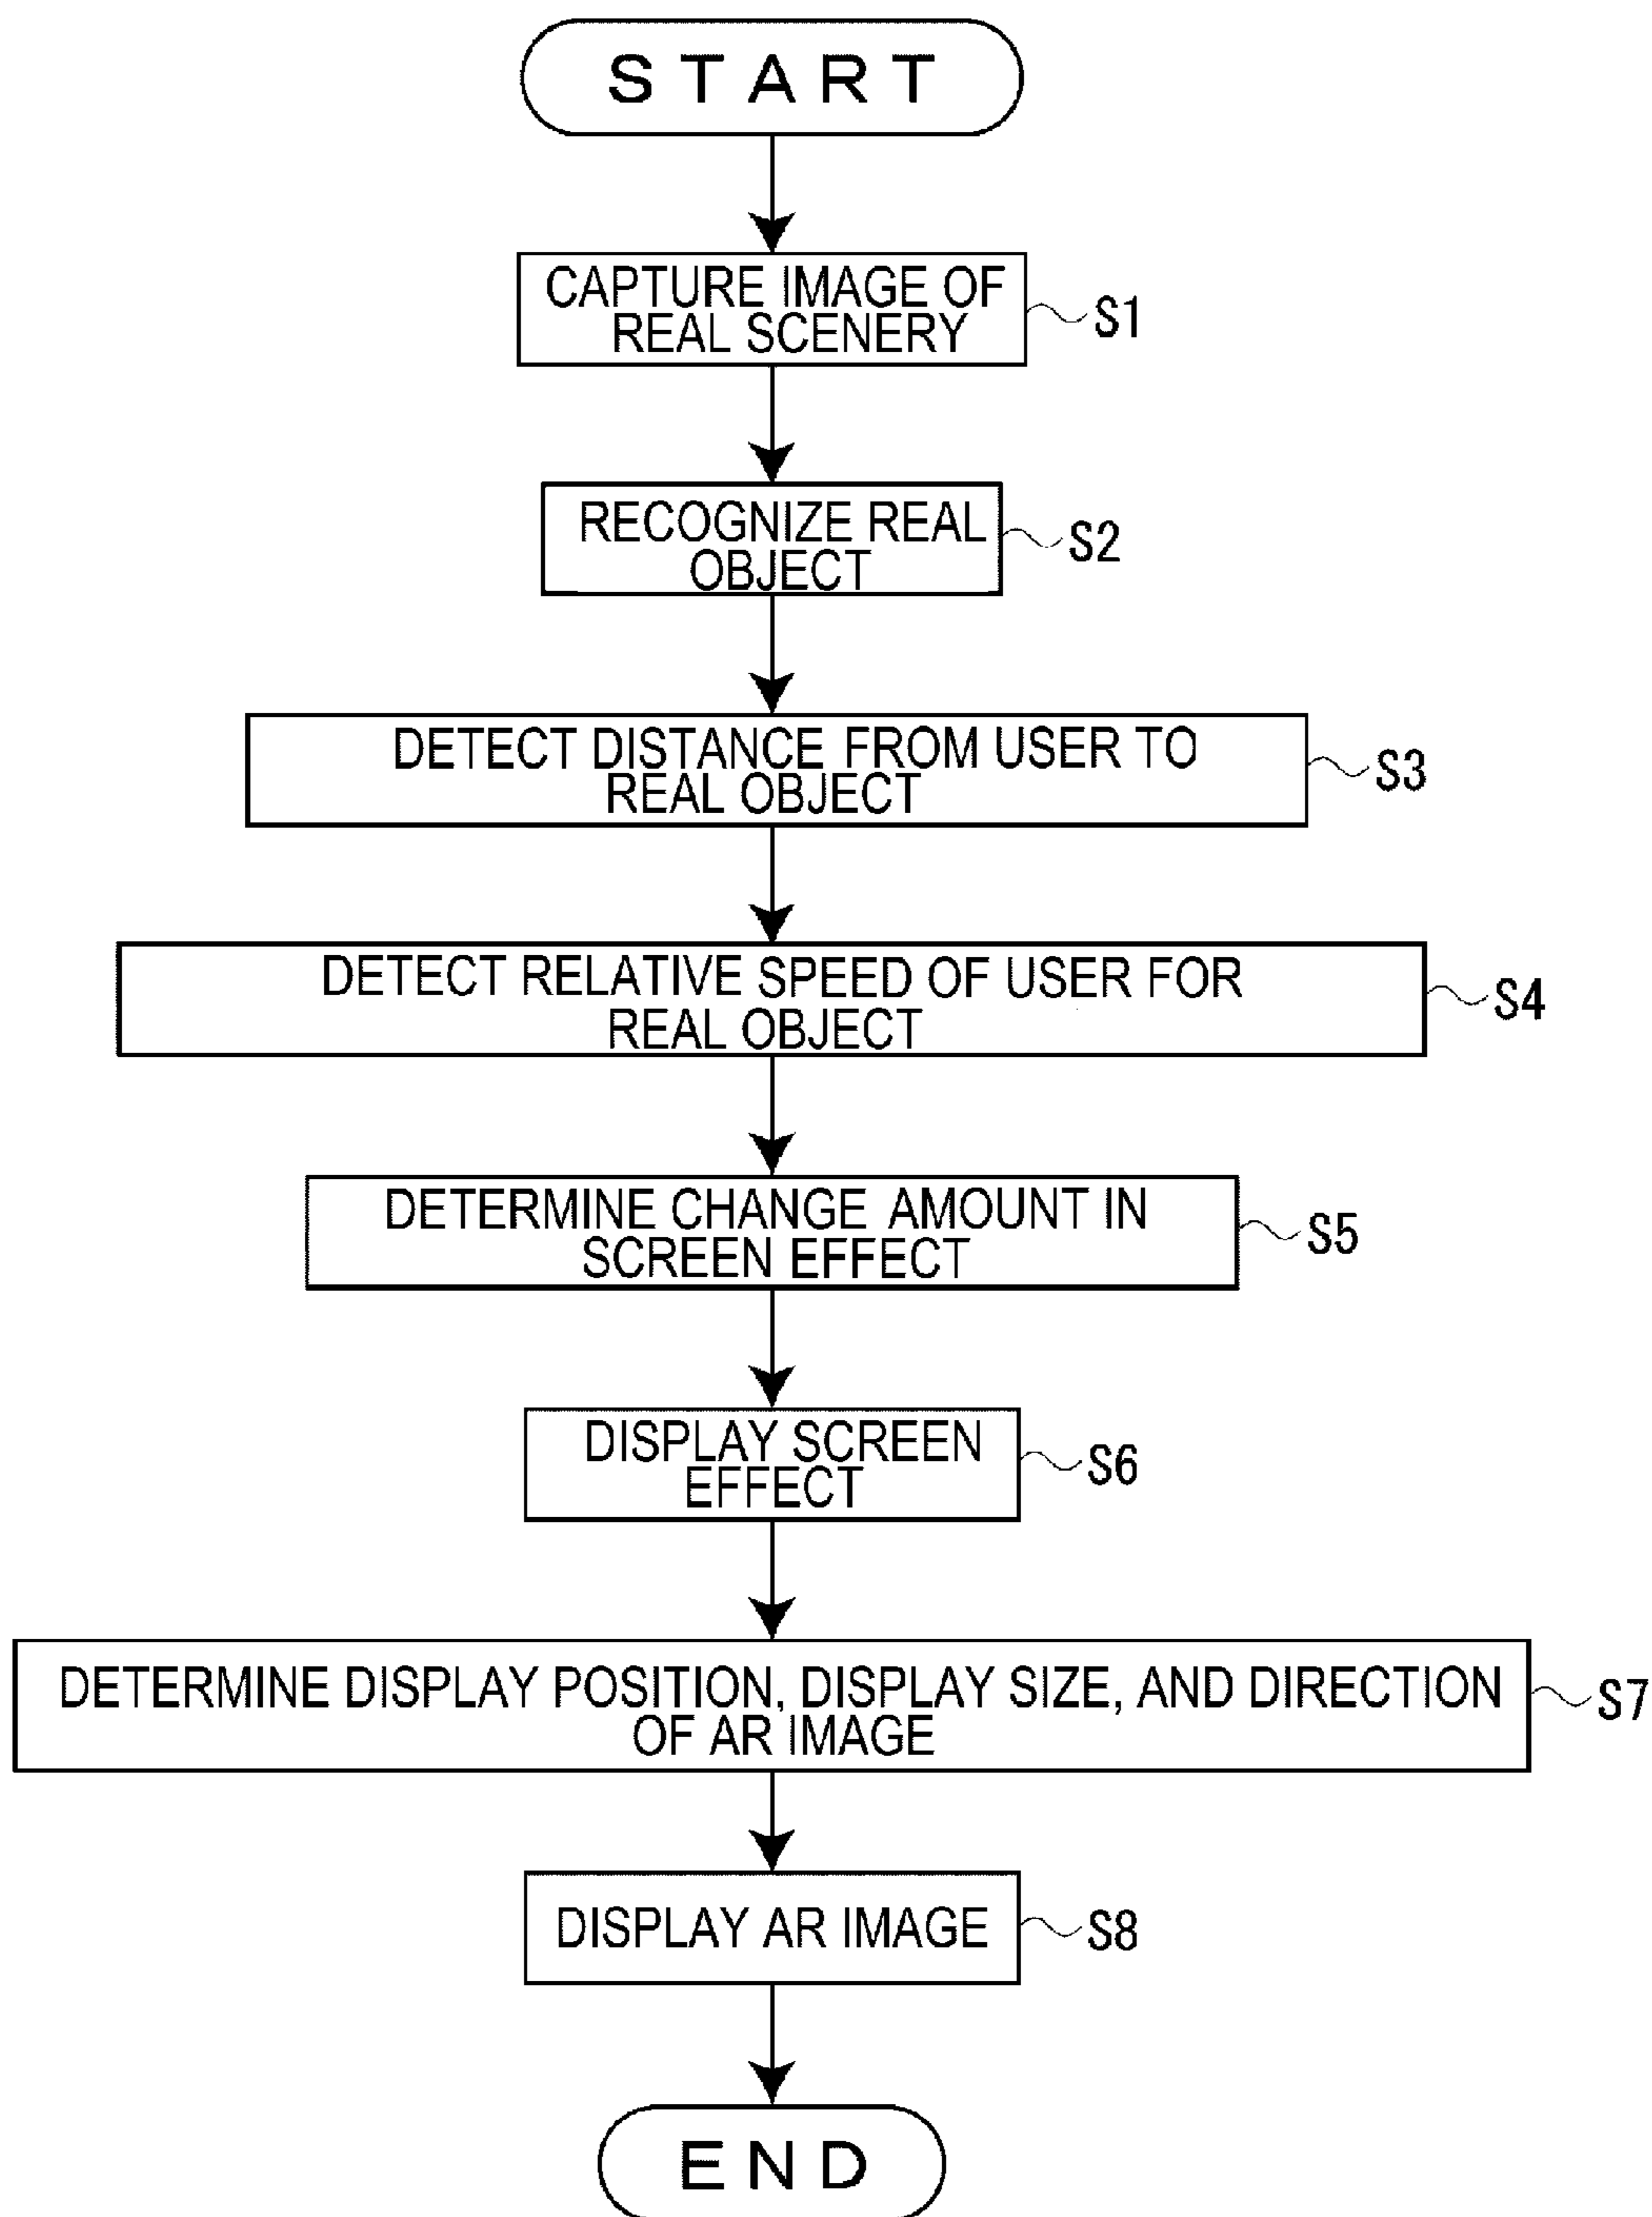 START
CAPTURE IMAGE OF
REAL SCENERY
S1
RECOGNIZE REAL
OBJECT
S2
DETECT DISTANCE FROM USER TO
REAL OBJECT
S3
DETECT RELATIVE SPEED OF USER FOR
REAL OBJECT
S4
DETERMINE CHANGE AMOUNT IN
SCREEN EFFECT
S5
DISPLAY SCREEN
EFFECT
S6
DETERMINE DISPLAY POSITION, DISPLAY SIZE, AND DIRECTION
OF AR IMAGE
S7
DISPLAY AR IMAGE
S8
END